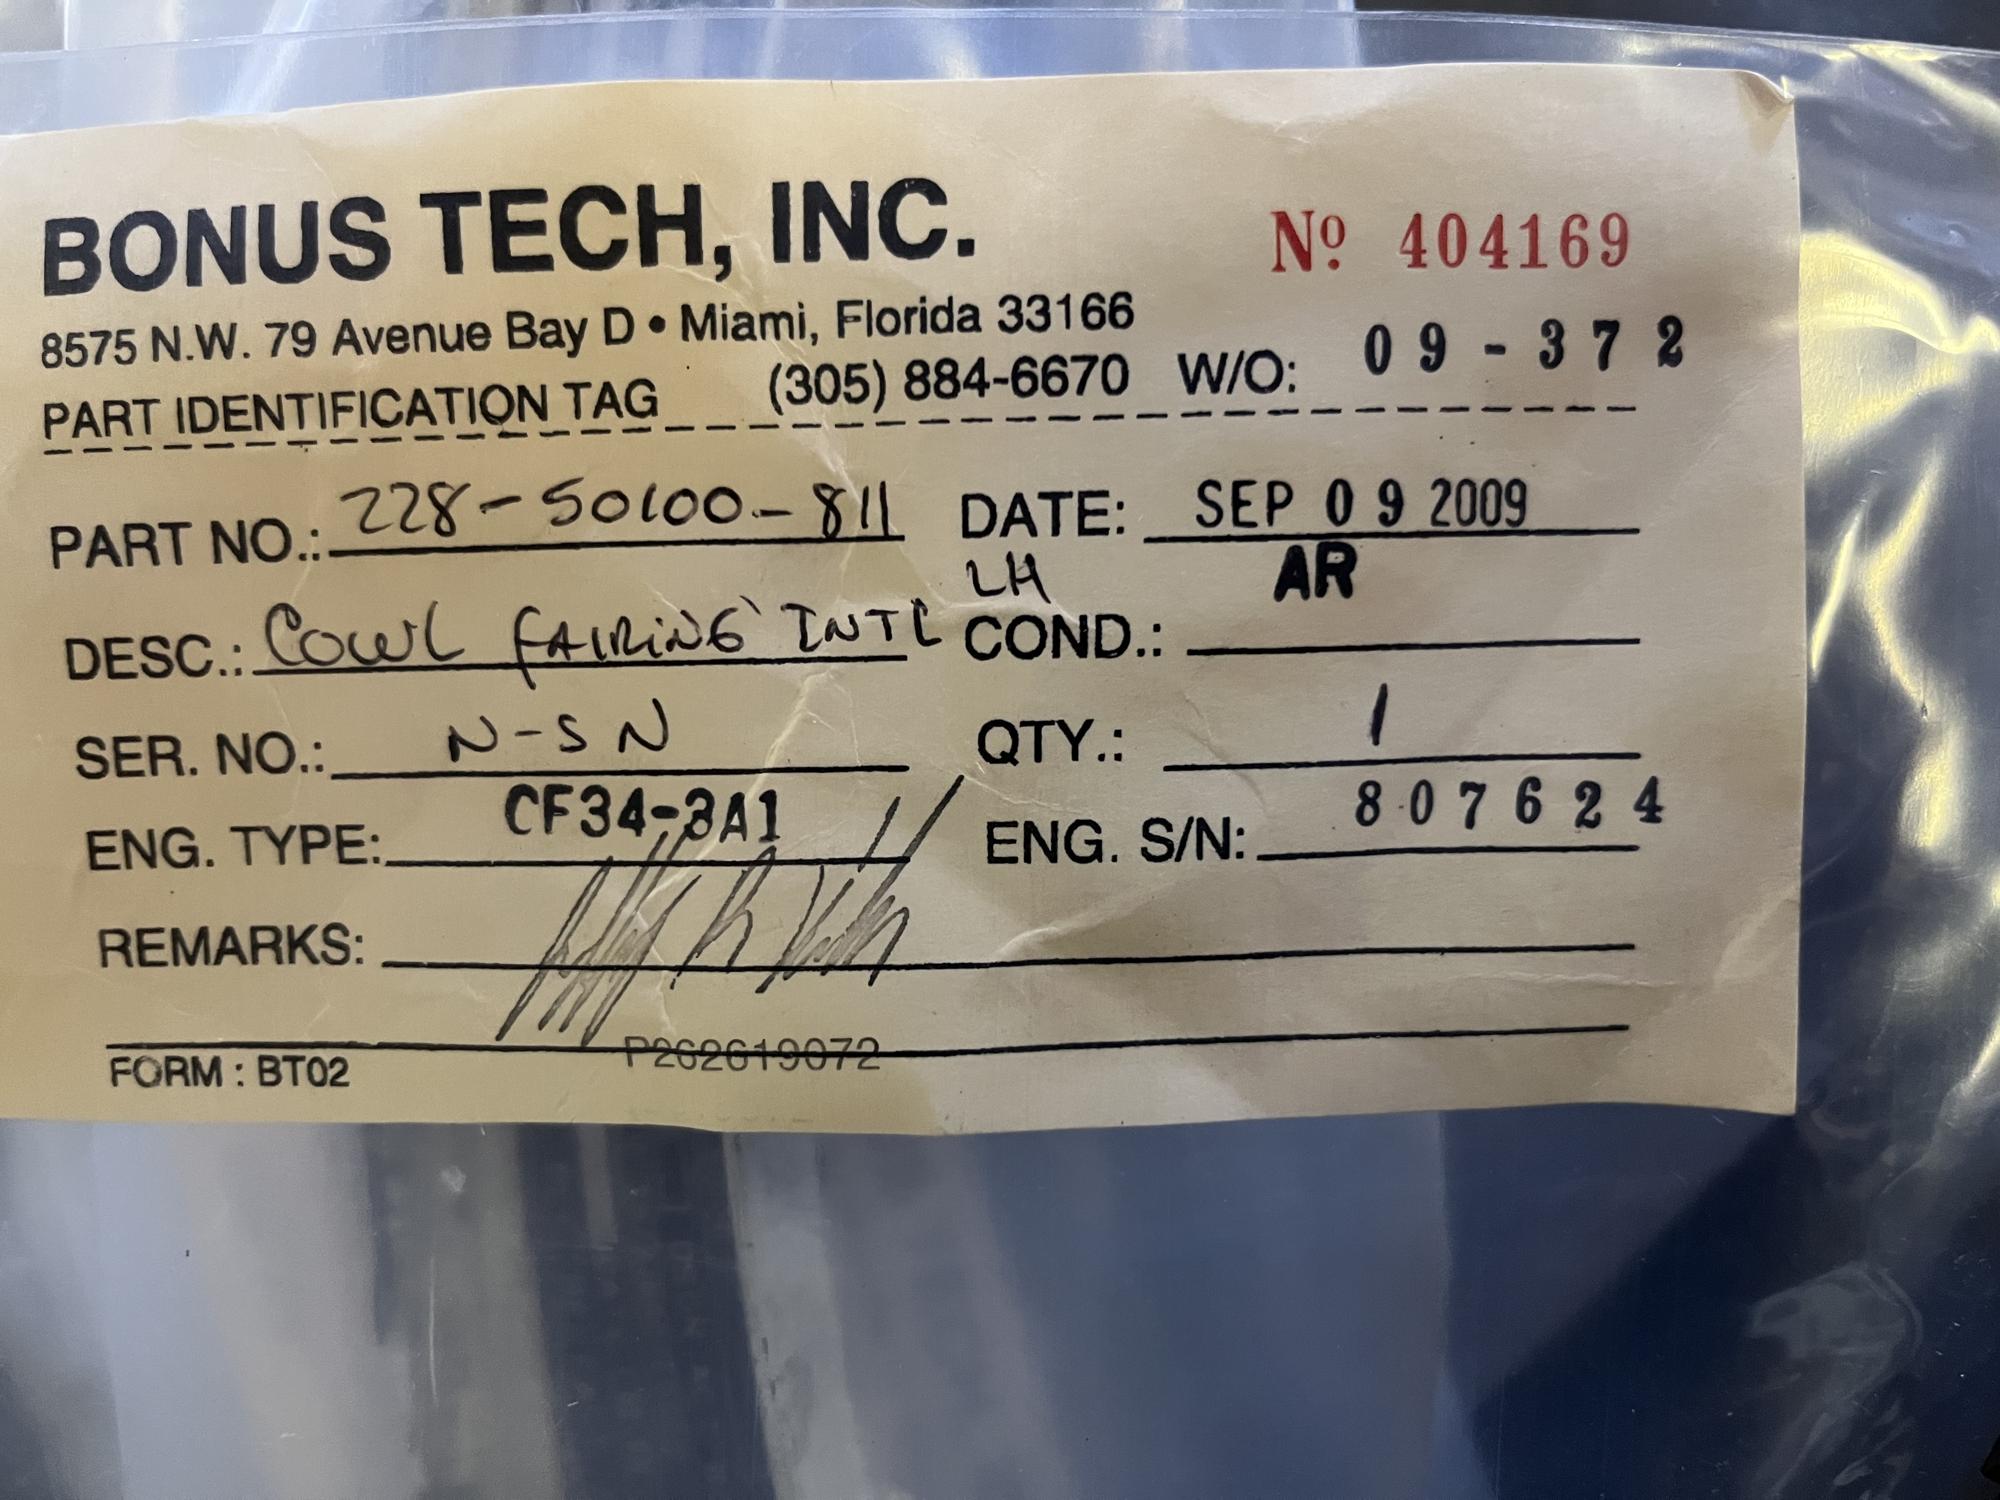 BONUS TECH, INC.
Nº 404169
8575 N.W. 79 Avenue Bay D • Miami, Florida 33166
PART IDENTIFICATION TAG (305) 884-6670 W/O: 09-372
PART NO.: 228-50100-811 DATE: SEP 09 2009
LH AR
DESC.: COWL FAIRING INTL COND.:
SER. NO.: N-SN QTY.: 1
ENG. TYPE: CF34-3A1 ENG. S/N: 807624
REMARKS:
P262619072
FORM : BT02